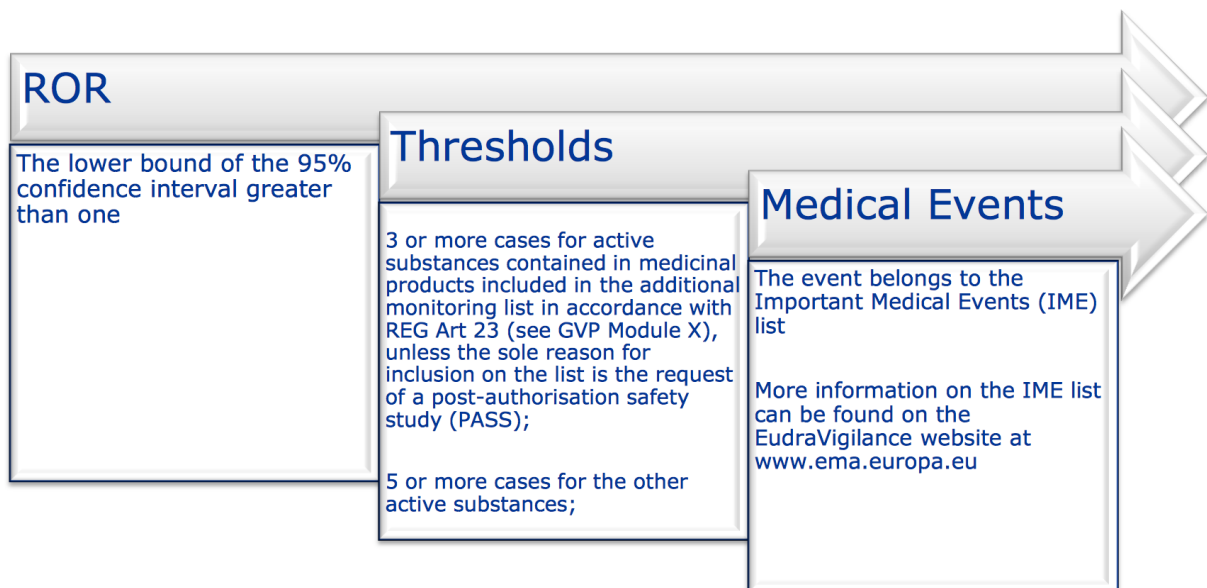 ROR
The lower bound of the 95%
confidence interval greater
than one
Thresholds
3 or more cases for active
substances contained in medicinal
products included in the additional
monitoring list in accordance with
REG Art 23 (see GVP Module X),
unless the sole reason for
inclusion on the list is the request
of a post-authorisation safety
study (PASS);
5 or more cases for the other
active substances;
Medical Events
The event belongs to the
Important Medical Events (IME)
list
More information on the IME list
can be found on the
EudraVigilance website at
www.ema.europa.eu